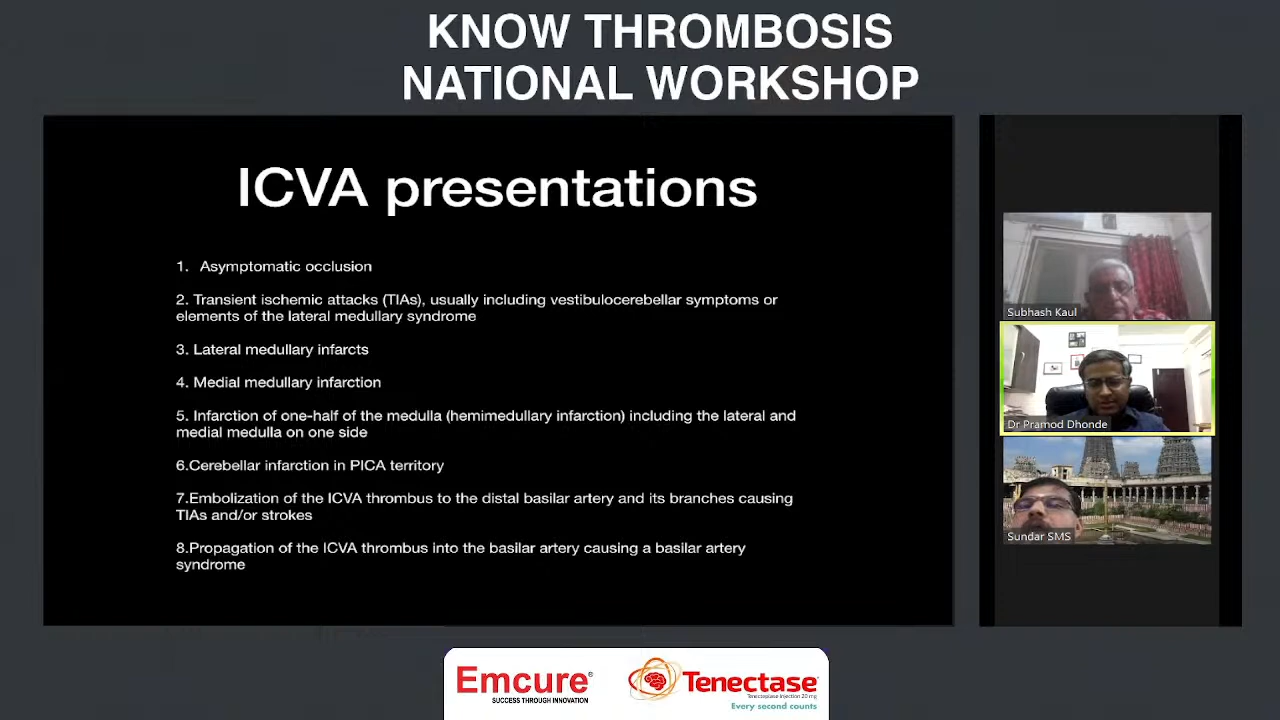 KNOW THROMBOSIS
NATIONAL WORKSHOP
ICVA presentations
1. Asymptomatic occlusion
2. Transient ischemic attacks (TIAs), usually including vestibulocerebellar symptoms or
elements of the lateral medullary syndrome
3. Lateral medullary infarcts
4. Medial medullary infarction
5. Infarction of one-half of the medulla (hemimedullary infarction) including the lateral and
medial medulla on one side
6.Cerebellar infarction in PICA territory
7.Embolization of the ICVA thrombus to the distal basilar artery and its branches causing
TIAs and/or strokes
8.Propagation of the ICVA thrombus into the basilar artery causing a basilar artery
syndrome
Subhash Kaul
Dr Pramod Dhonde
Sundar SMS
Emcure®
SUCCESS THROUGH INNOVATION
Tenectase
Tenecteplase Injection 20 mg
Every second counts